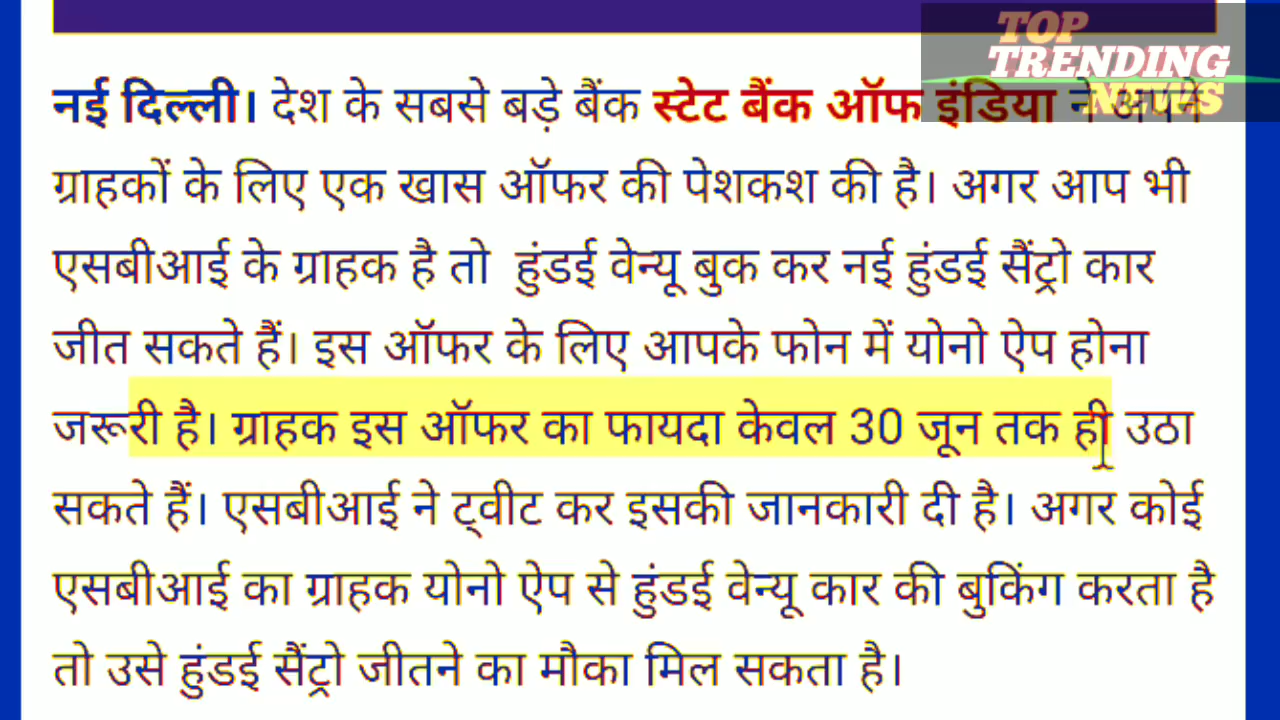 TOP
TRENDING
NEWS
नई दिल्ली। देश के सबसे बड़े बैंक स्टेट बैंक ऑफ इंडिया ने अपने
ग्राहकों के लिए एक खास ऑफर की पेशकश की है। अगर आप भी
एसबीआई के ग्राहक है तो हुंडई वेन्यू बुक कर नई हुंडई सैंट्रो कार
जीत सकते हैं। इस ऑफर के लिए आपके फोन में योनो ऐप होना
जरूरी है। ग्राहक इस ऑफर का फायदा केवल 30 जून तक ही उठा
सकते हैं। एसबीआई ने ट्वीट कर इसकी जानकारी दी है। अगर कोई
एसबीआई का ग्राहक योनो ऐप से हुंडई वेन्यू कार की बुकिंग करता है
तो उसे हुंडई सैंट्रो जीतने का मौका मिल सकता है।